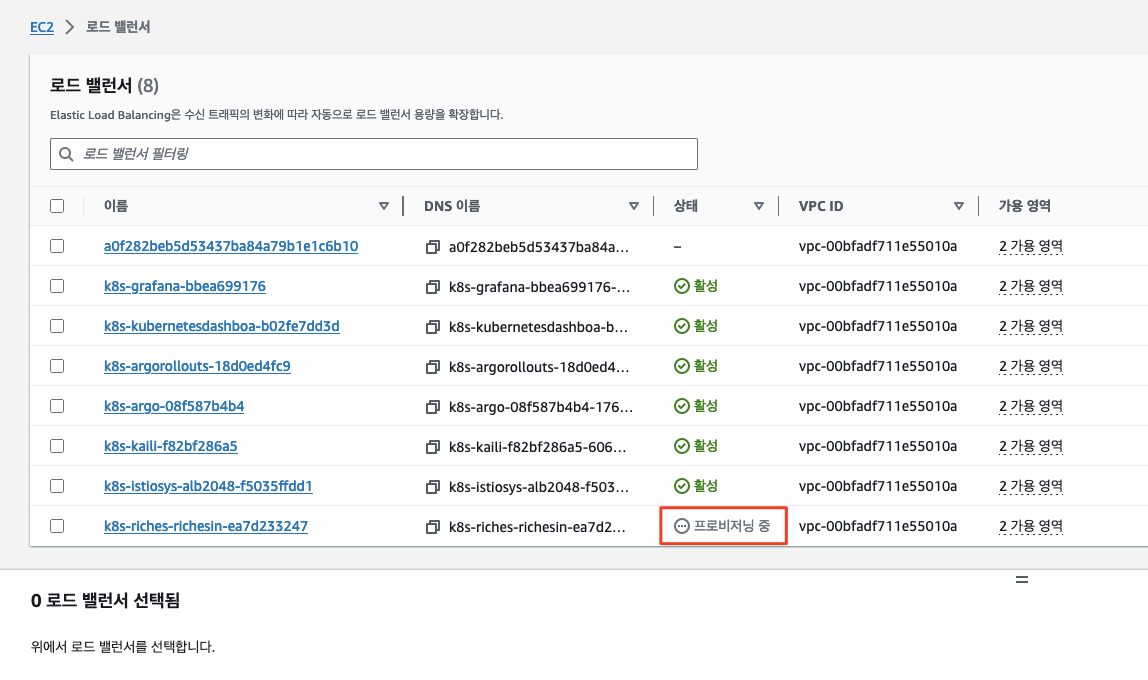 EC2 > 로드 밸런서
로드 밸런서 (8)
Elastic Load Balancing은 수신 트래픽의 변화에 따라 자동으로 로드 밸런서 용량을 확장합니다.
로드 밸런서 필터링
이름 DNS 이름 상태 VPC ID 가용 영역
a0f282beb5d53437ba84a79b1e1c6b10 a0f282beb5d53437ba84a... – vpc-00bfadf711e55010a 2 가용 영역
k8s-grafana-bbea699176 k8s-grafana-bbea699176-... 활성 vpc-00bfadf711e55010a 2 가용 영역
k8s-kubernetesdashboa-b02fe7dd3d k8s-kubernetesdashboa-b... 활성 vpc-00bfadf711e55010a 2 가용 영역
k8s-argorollouts-18d0ed4fc9 k8s-argorollouts-18d0ed4... 활성 vpc-00bfadf711e55010a 2 가용 영역
k8s-argo-08f587b4b4 k8s-argo-08f587b4b4-176... 활성 vpc-00bfadf711e55010a 2 가용 영역
k8s-kaili-f82bf286a5 k8s-kaili-f82bf286a5-606... 활성 vpc-00bfadf711e55010a 2 가용 영역
k8s-istiosys-alb2048-f5035ffdd1 k8s-istiosys-alb2048-f503... 활성 vpc-00bfadf711e55010a 2 가용 영역
k8s-riches-richesin-ea7d233247 k8s-riches-richesin-ea7d2... 프로비저닝 중 vpc-00bfadf711e55010a 2 가용 영역
0 로드 밸런서 선택됨
위에서 로드 밸런서를 선택합니다.